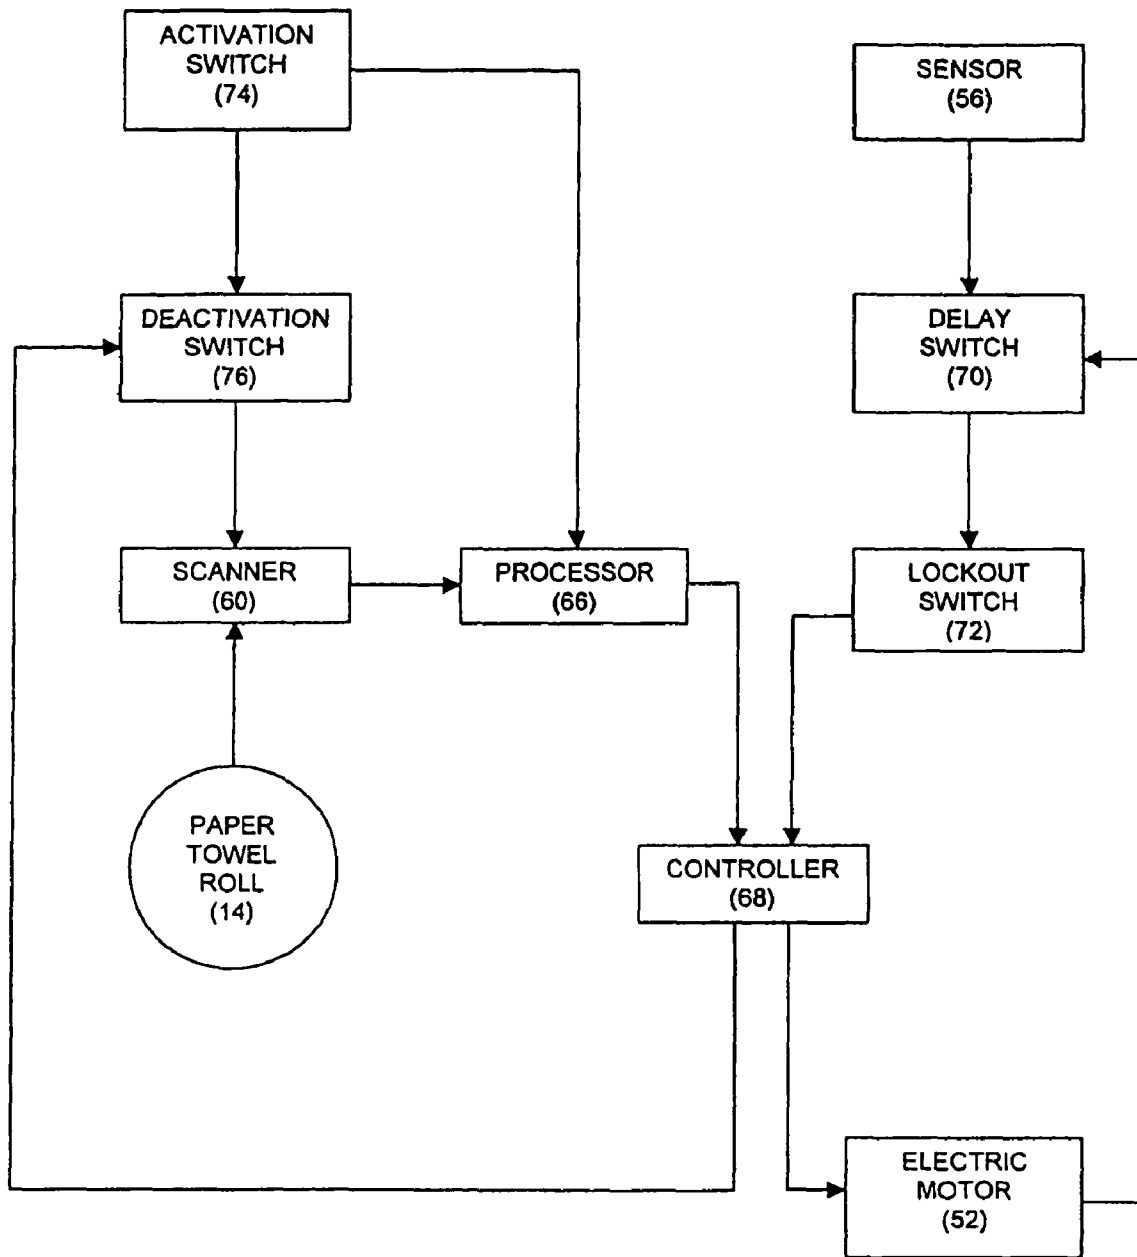 ACTIVATION
SWITCH
(74)
SENSOR
(56)
DEACTIVATION
SWITCH
(76)
DELAY
SWITCH
(70)
SCANNER
(60)
PROCESSOR
(66)
LOCKOUT
SWITCH
(72)
PAPER
TOWEL
ROLL
(14)
CONTROLLER
(68)
ELECTRIC
MOTOR
(52)